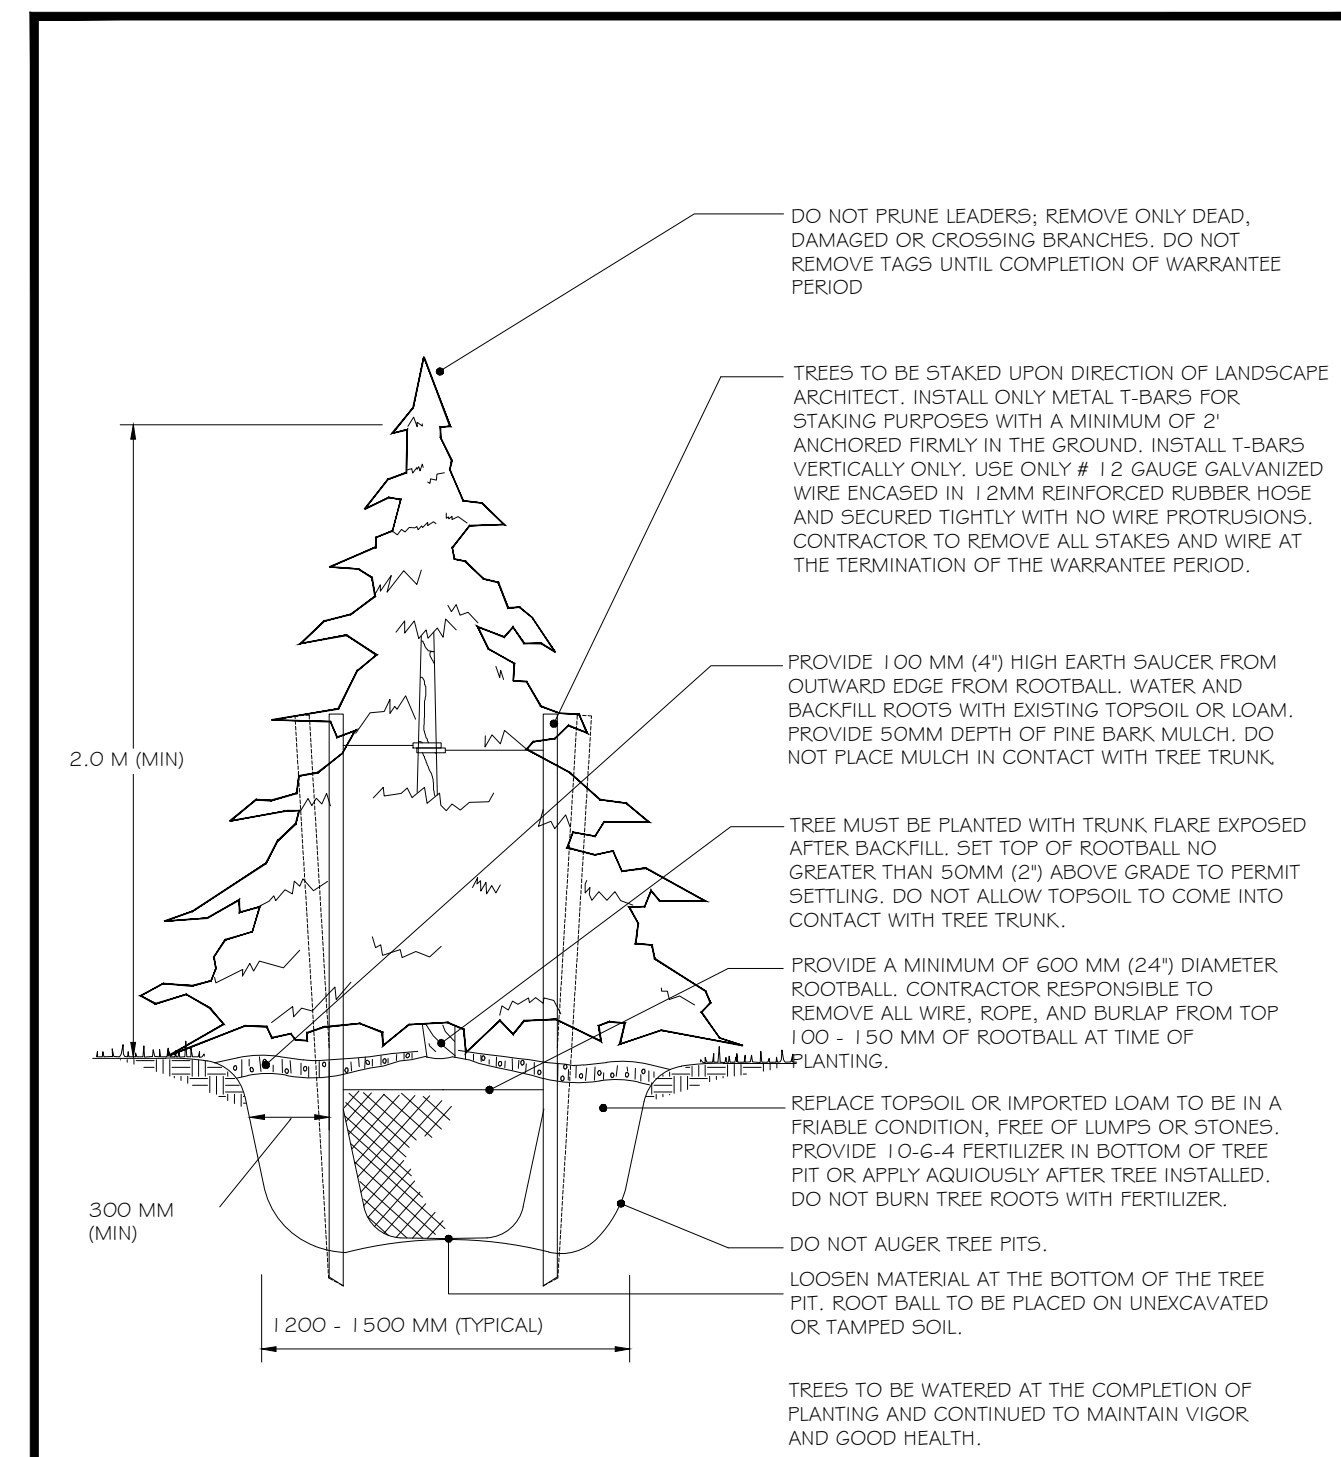 DO NOT PRUNE LEADERS; REMOVE ONLY DEAD,
DAMAGED OR CROSSING BRANCHES. DO NOT
REMOVE TAGS UNTIL COMPLETION OF WARRANTEE
PERIOD
TREES TO BE STAKED UPON DIRECTION OF LANDSCAPE
ARCHITECT. INSTALL ONLY METAL T-BARS FOR
STAKING PURPOSES WITH A MINIMUM OF 2'
ANCHORED FIRMLY IN THE GROUND. INSTALL T-BARS
VERTICALLY ONLY. USE ONLY # 12 GAUGE GALVANIZED
WIRE ENCASED IN 12MM REINFORCED RUBBER HOSE
AND SECURED TIGHTLY WITH NO WIRE PROTRUSIONS.
CONTRACTOR TO REMOVE ALL STAKES AND WIRE AT
THE TERMINATION OF THE WARRANTEE PERIOD.
PROVIDE 100 MM (4") HIGH EARTH SAUCER FROM
OUTWARD EDGE FROM ROOTBALL. WATER AND
BACKFILL ROOTS WITH EXISTING TOPSOIL OR LOAM.
PROVIDE 50MM DEPTH OF PINE BARK MULCH. DO
NOT PLACE MULCH IN CONTACT WITH TREE TRUNK.
2.0 M (MIN)
TREE MUST BE PLANTED WITH TRUNK FLARE EXPOSED
AFTER BACKFILL. SET TOP OF ROOTBALL NO
GREATER THAN 50MM (2") ABOVE GRADE TO PERMIT
SETTLING. DO NOT ALLOW TOPSOIL TO COME INTO
CONTACT WITH TREE TRUNK.
PROVIDE A MINIMUM OF 600 MM (24") DIAMETER
ROOTBALL. CONTRACTOR RESPONSIBLE TO
REMOVE ALL WIRE, ROPE, AND BURLAP FROM TOP
100 - 150 MM OF ROOTBALL AT TIME OF
PLANTING.
REPLACE TOPSOIL OR IMPORTED LOAM TO BE IN A
FRIABLE CONDITION, FREE OF LUMPS OR STONES.
PROVIDE 10-6-4 FERTILIZER IN BOTTOM OF TREE
PIT OR APPLY AQUIOUSLY AFTER TREE INSTALLED.
DO NOT BURN TREE ROOTS WITH FERTILIZER.
300 MM
(MIN)
DO NOT AUGER TREE PITS.
LOOSEN MATERIAL AT THE BOTTOM OF THE TREE
PIT. ROOT BALL TO BE PLACED ON UNEXCAVATED
OR TAMPED SOIL.
1200 - 1500 MM (TYPICAL)
TREES TO BE WATERED AT THE COMPLETION OF
PLANTING AND CONTINUED TO MAINTAIN VIGOR
AND GOOD HEALTH.